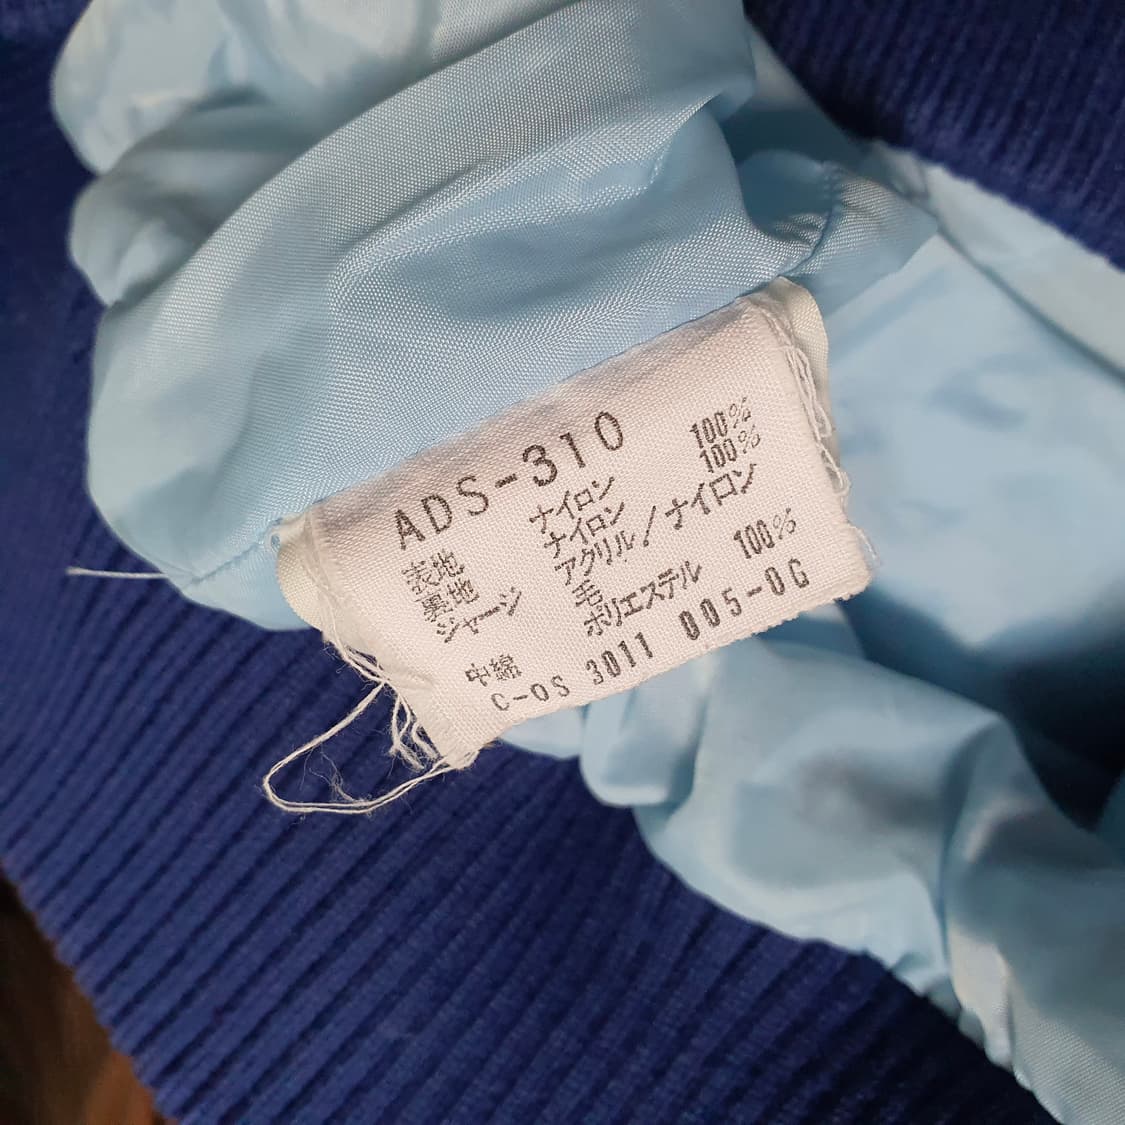 ADS-310
表地 ナイロン 100%
裏地 ナイロン 100%
ジャージ アクリル/ナイロン
毛
中綿 ポリエステル 100%
C-OS 3011 005-0G